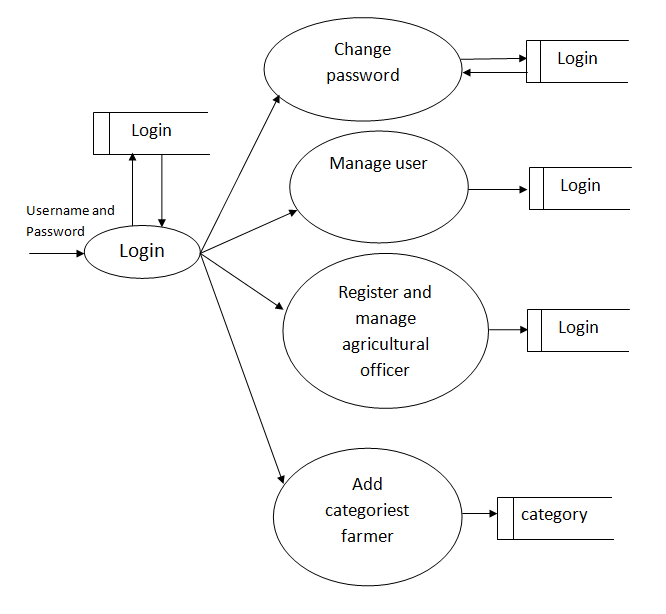 Change
password
Login
Login
Manage user
Login
Username and
Password
Login
Register and
manage
agricultural
officer
Login
Add
categoriest
farmer
category